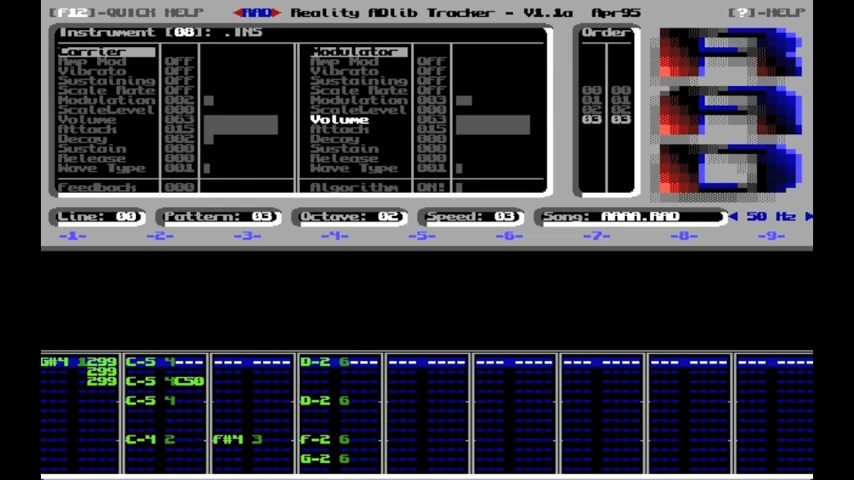 [F12]-QUICK HELP ◄RAD► Reality ADlib Tracker - V1.1a Apr95 [?]-HELP
Instrument [08]: .INS
Order
Carrier Modulator
Amp Mod OFF Amp Mod OFF
Vibrato OFF Vibrato OFF
Sustaining OFF Sustaining OFF
Scale Rate OFF Scale Rate OFF 00 00
Modulation 002 Modulation 003 01 01
ScaleLevel 000 ScaleLevel 000 02 02
Volume 063 Volume 063 03 03
Attack 015 Attack 015
Decay 002 Decay 000
Sustain 000 Sustain 000
Release 000 Release 000
Wave Type 001 Wave Type 001
Feedback 000 Algorithm ON!
Line: 00 Pattern: 03 Octave: 02 Speed: 03 Song: AAAA.RAD ◄ 50 Hz ►
-1- -2- -3- -4- -5- -6- -7- -8- -9-
G#4 1299 C-5 4--- --- ---- D-2 6--- --- ---- --- ---- --- ---- --- ---- --- ----
299
299 C-5 4C50
C-5 4 D-2 6
C-4 2 F#4 3 F-2 6
G-2 6